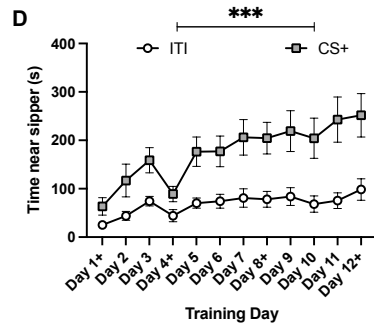 D
***
ITI
CS+
Time near sipper (s)
400
300
200
100
0
Day 1+
Day 2
Day 3
Day 4+
Day 5
Day 6
Day 7
Day 8+
Day 9
Day 10
Day 11
Day 12+
Training Day